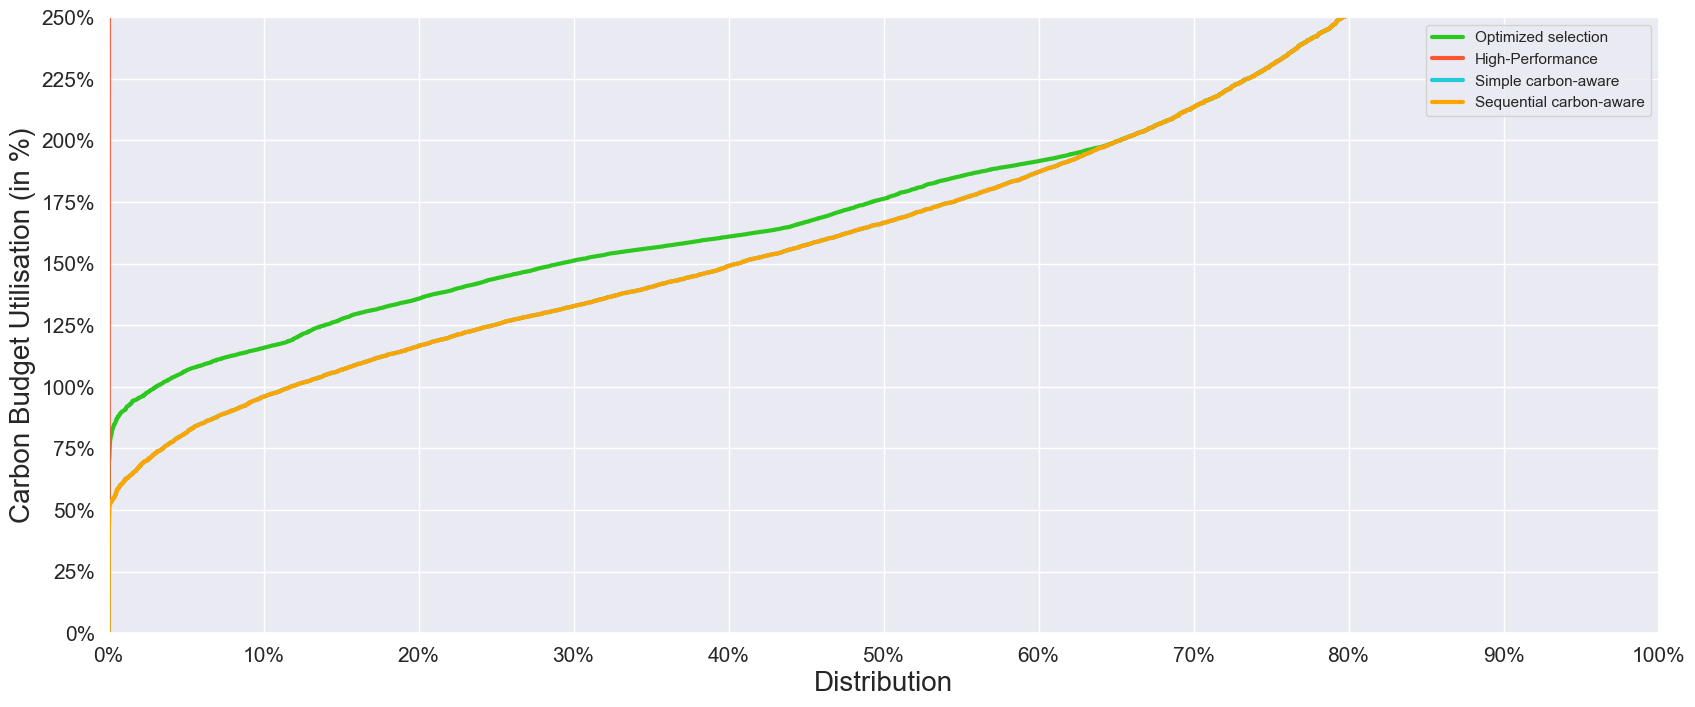 250%
225%
200%
175%
150%
125%
100%
75%
50%
25%
0%
Carbon Budget Utilisation (in %)
Optimized selection
High-Performance
Simple carbon-aware
Sequential carbon-aware
0% 10% 20% 30% 40% 50% 60% 70% 80% 90% 100%
Distribution